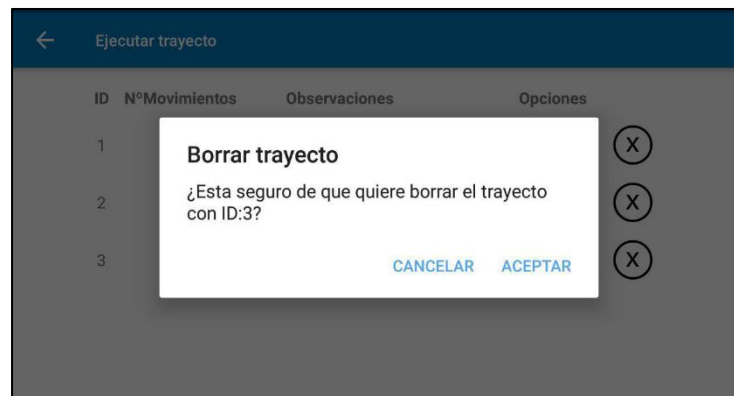 Ejecutar trayecto
ID NºMovimientos Observaciones Opciones
1 X
2 X
3 X
Borrar trayecto
¿Esta seguro de que quiere borrar el trayecto
con ID:3?
CANCELAR ACEPTAR